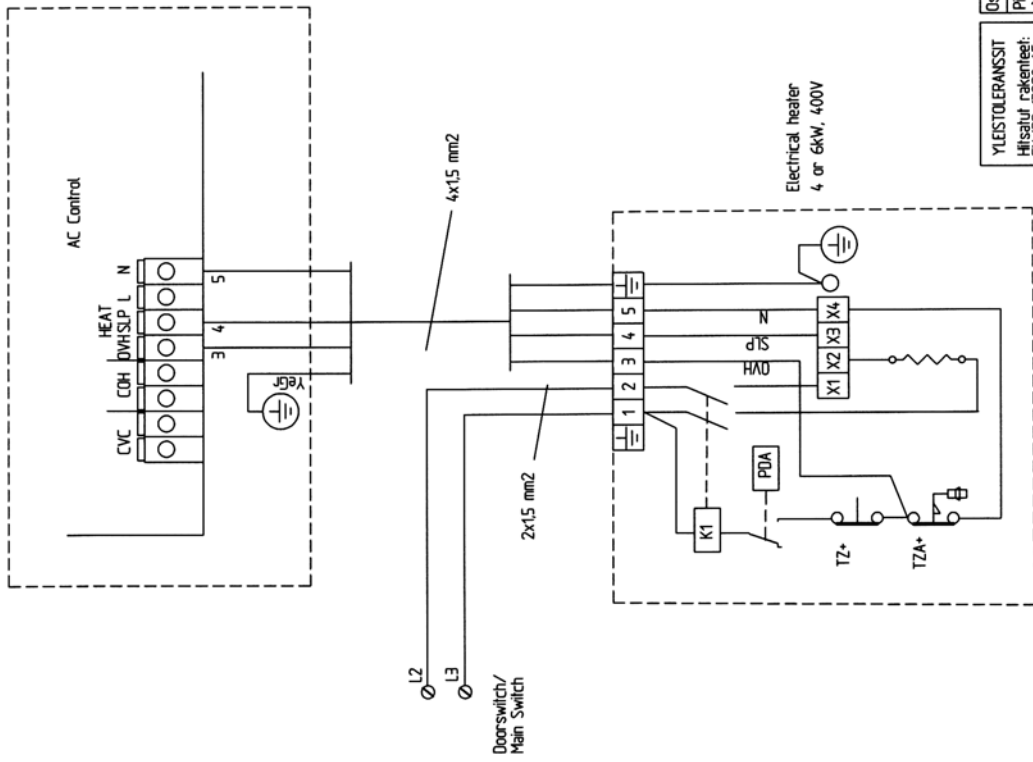 AC Control
HEAT
CVC COH OVH SLP L N
YeGr
3 4 5
4x1,5 mm2
L2
L3
Doorswitch/
Main Switch
2x1,5 mm2
Electrical heater
4 or 6kW, 400V
1 2 3 4 5
OVH
SLP
N
K1
PDA
X1 X2 X3 X4
TZ+
TZA+
YLEISTOLERANSSIT
Hitsatut rakenteet: